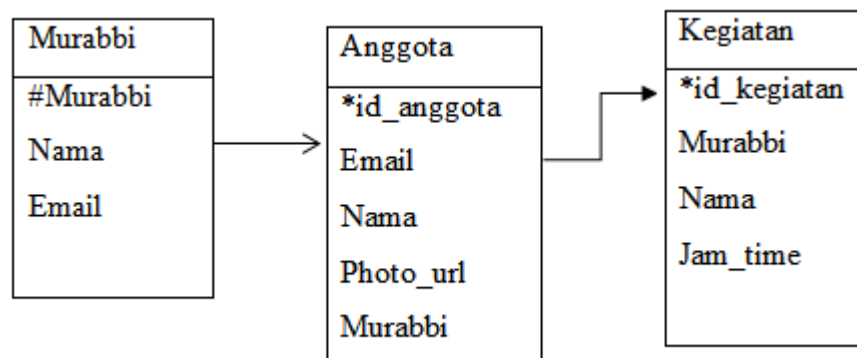 Murabbi
#Murabbi
Nama
Email
Anggota
*id_anggota
Email
Nama
Photo_url
Murabbi
Kegiatan
*id_kegiatan
Murabbi
Nama
Jam_time